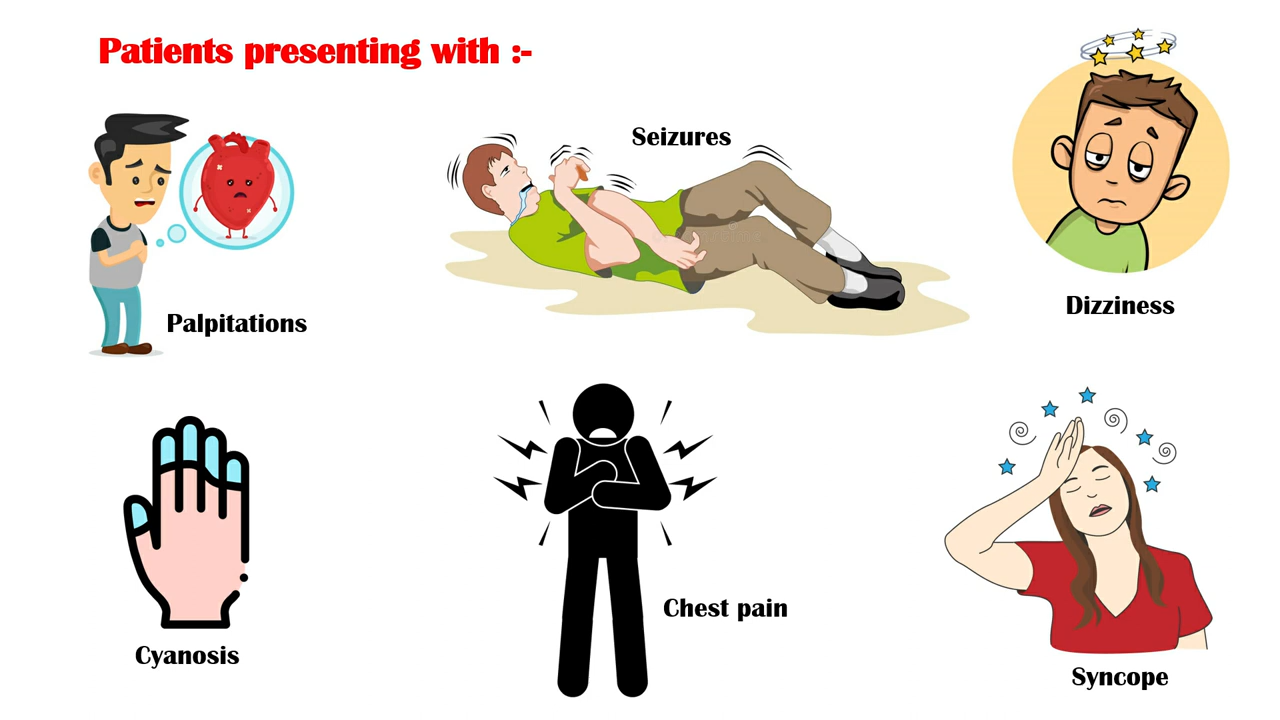 Patients presenting with :-
Seizures
Palpitations
Dizziness
Cyanosis
Chest pain
Syncope